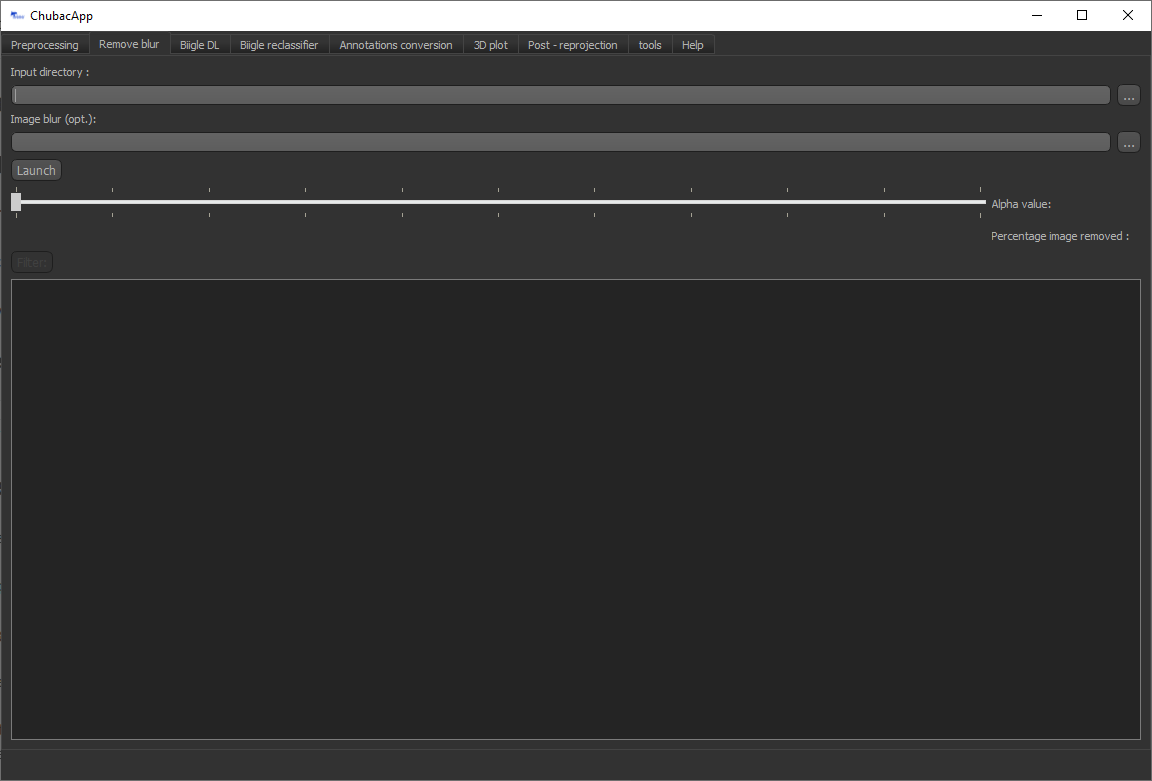 ChubacApp
Preprocessing Remove blur Biigle DL Biigle reclassifier Annotations conversion 3D plot Post - reprojection tools Help
Input directory :
...
Image blur (opt.):
...
Launch
Alpha value:
Percentage image removed :
Filter: